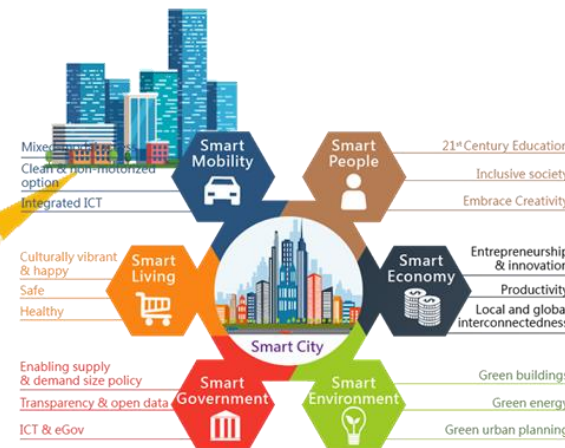 Smart
Mobility
Mixed
Clean & non-motorized
option
Integrated ICT
Smart
People
21st Century Education
Inclusive society
Embrace Creativity
Smart
Living
Culturally vibrant
& happy
Safe
Healthy
Smart
Economy
Entrepreneurship
& innovation
Productivity
Local and global
interconnectedness
Smart City
Smart
Government
Enabling supply
& demand size policy
Transparency & open data
ICT & eGov
Smart
Environment
Green buildings
Green energy
Green urban planning